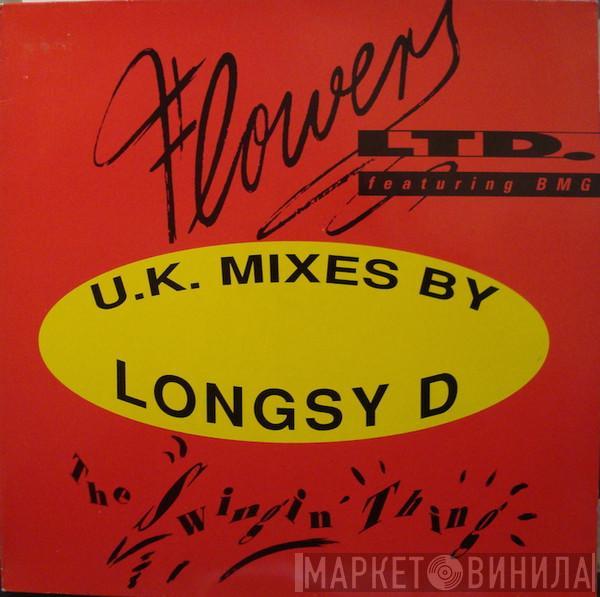 Flowers
LTD.
featuring BMG
U.K. MIXES BY
LONGSY D
The Swingin' Thing
МАРКЕТ ВИНИЛА